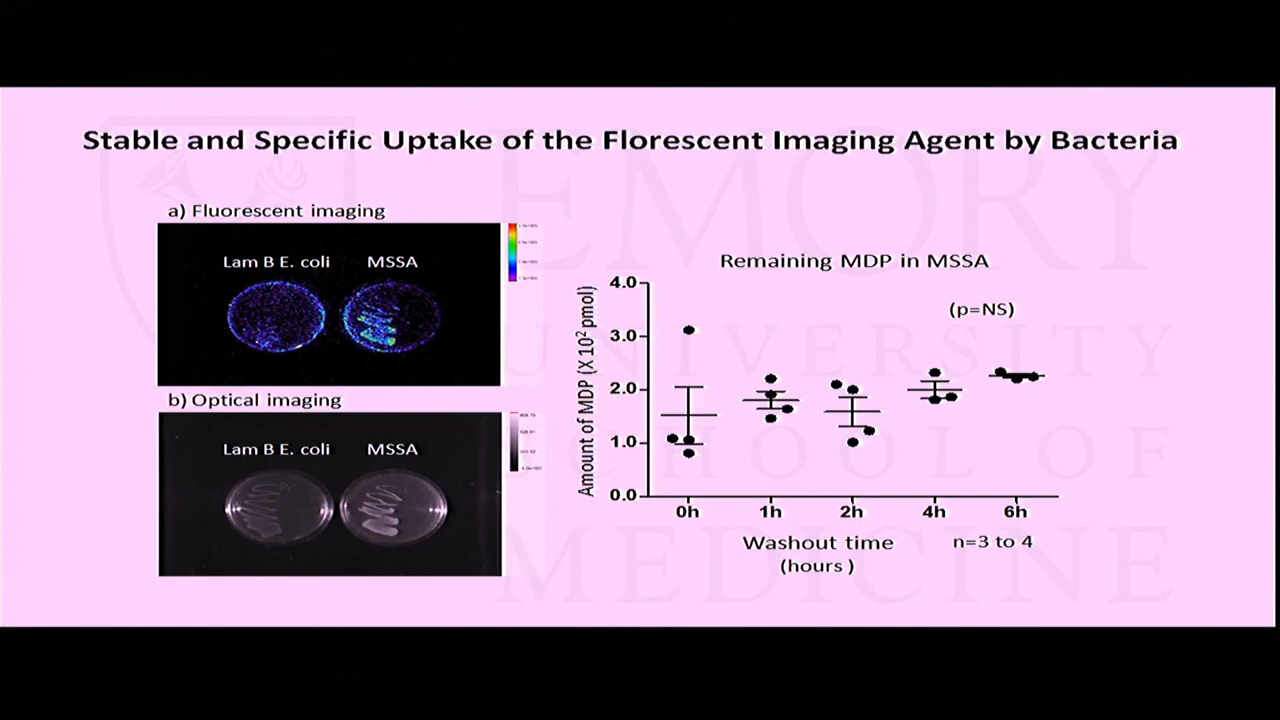 Stable and Specific Uptake of the Florescent Imaging Agent by Bacteria
a) Fluorescent imaging
Lam B E. coli MSSA
b) Optical imaging
Lam B E. coli MSSA
Remaining MDP in MSSA
(p=NS)
Amount of MDP (X 10² pmol)
4.0
3.0
2.0
1.0
0.0
0h 1h 2h 4h 6h
Washout time
(hours )
n=3 to 4
EMORY
UNIVERSITY
SCHOOL OF
MEDICINE